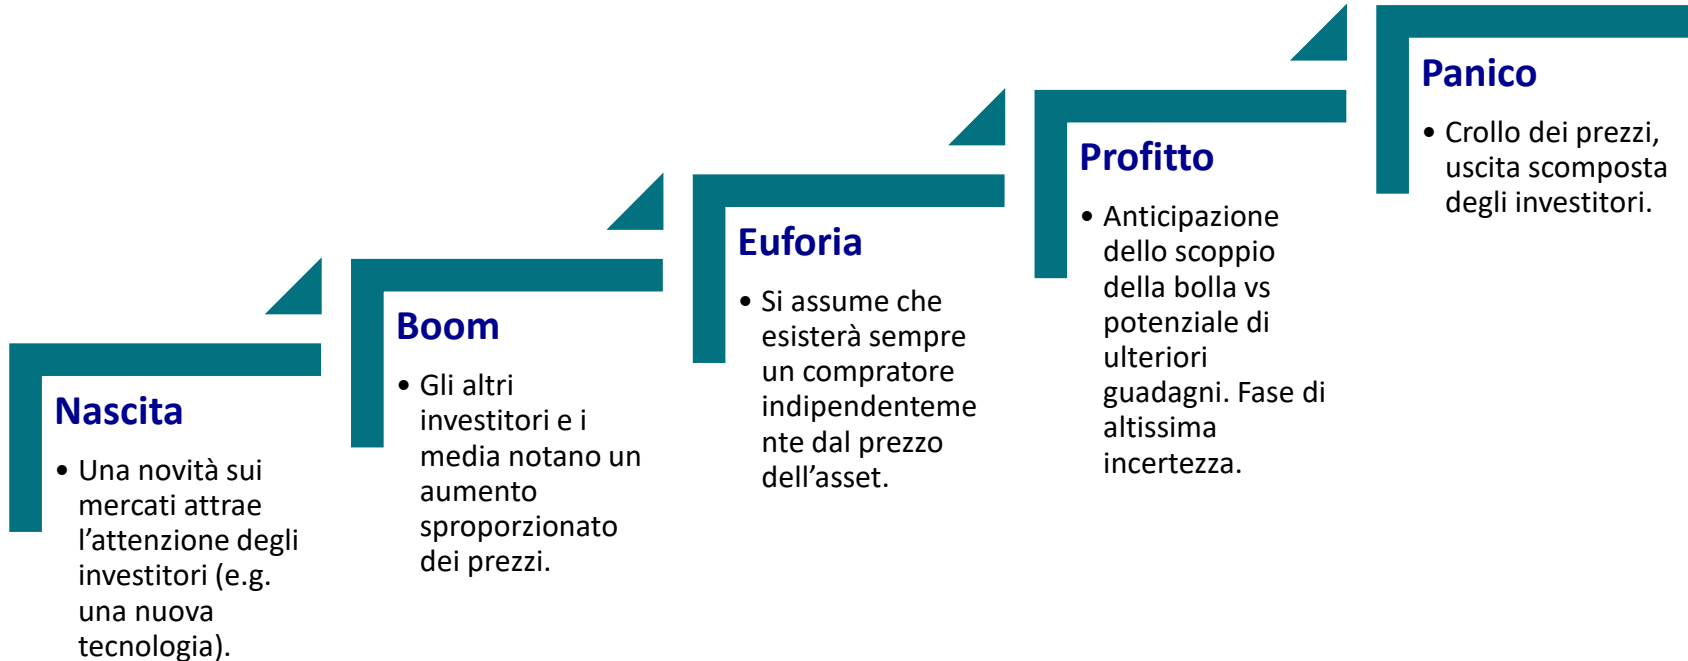 Nascita
• Una novità sui
mercati attrae
l’attenzione degli
investitori (e.g.
una nuova
tecnologia).
Boom
• Gli altri
investitori e i
media notano un
aumento
sproporzionato
dei prezzi.
Euforia
• Si assume che
esisterà sempre
un compratore
indipendenteme
nte dal prezzo
dell’asset.
Profitto
• Anticipazione
dello scoppio
della bolla vs
potenziale di
ulteriori
guadagni. Fase di
altissima
incertezza.
Panico
• Crollo dei prezzi,
uscita scomposta
degli investitori.